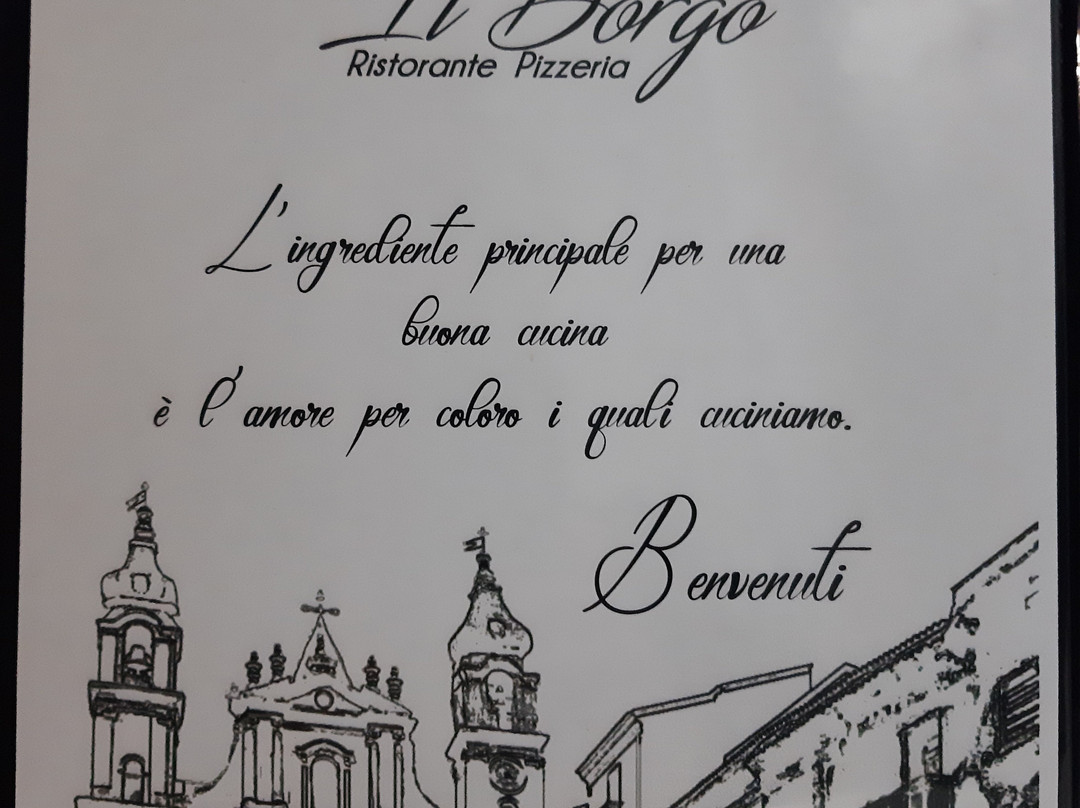 Il Borgo
Ristorante Pizzeria
L'ingrediente principale per una
buona cucina
è l'amore per coloro i quali cuciniamo.
Benvenuti